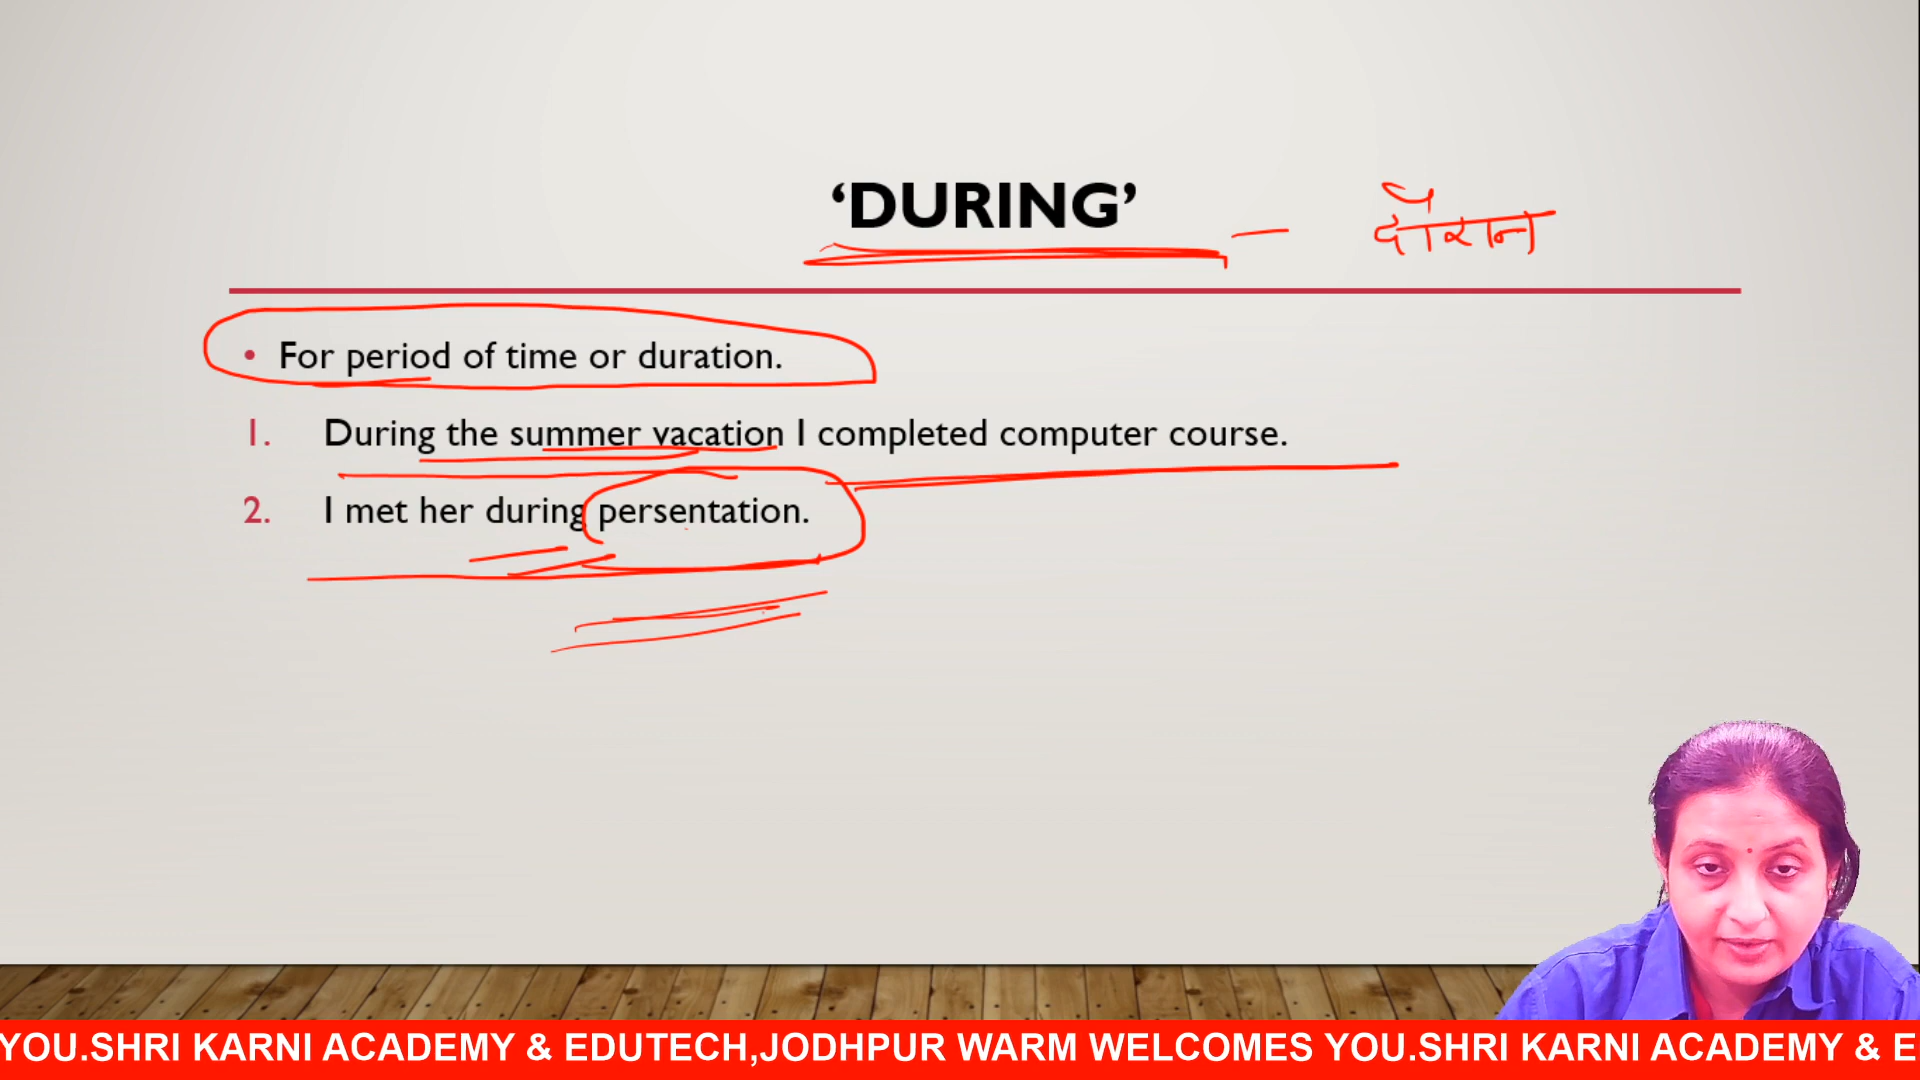 ‘DURING’
दौरान
• For period of time or duration.
1. During the summer vacation I completed computer course.
2. I met her during persentation.
YOU.SHRI KARNI ACADEMY & EDUTECH,JODHPUR WARM WELCOMES YOU.SHRI KARNI ACADEMY & E